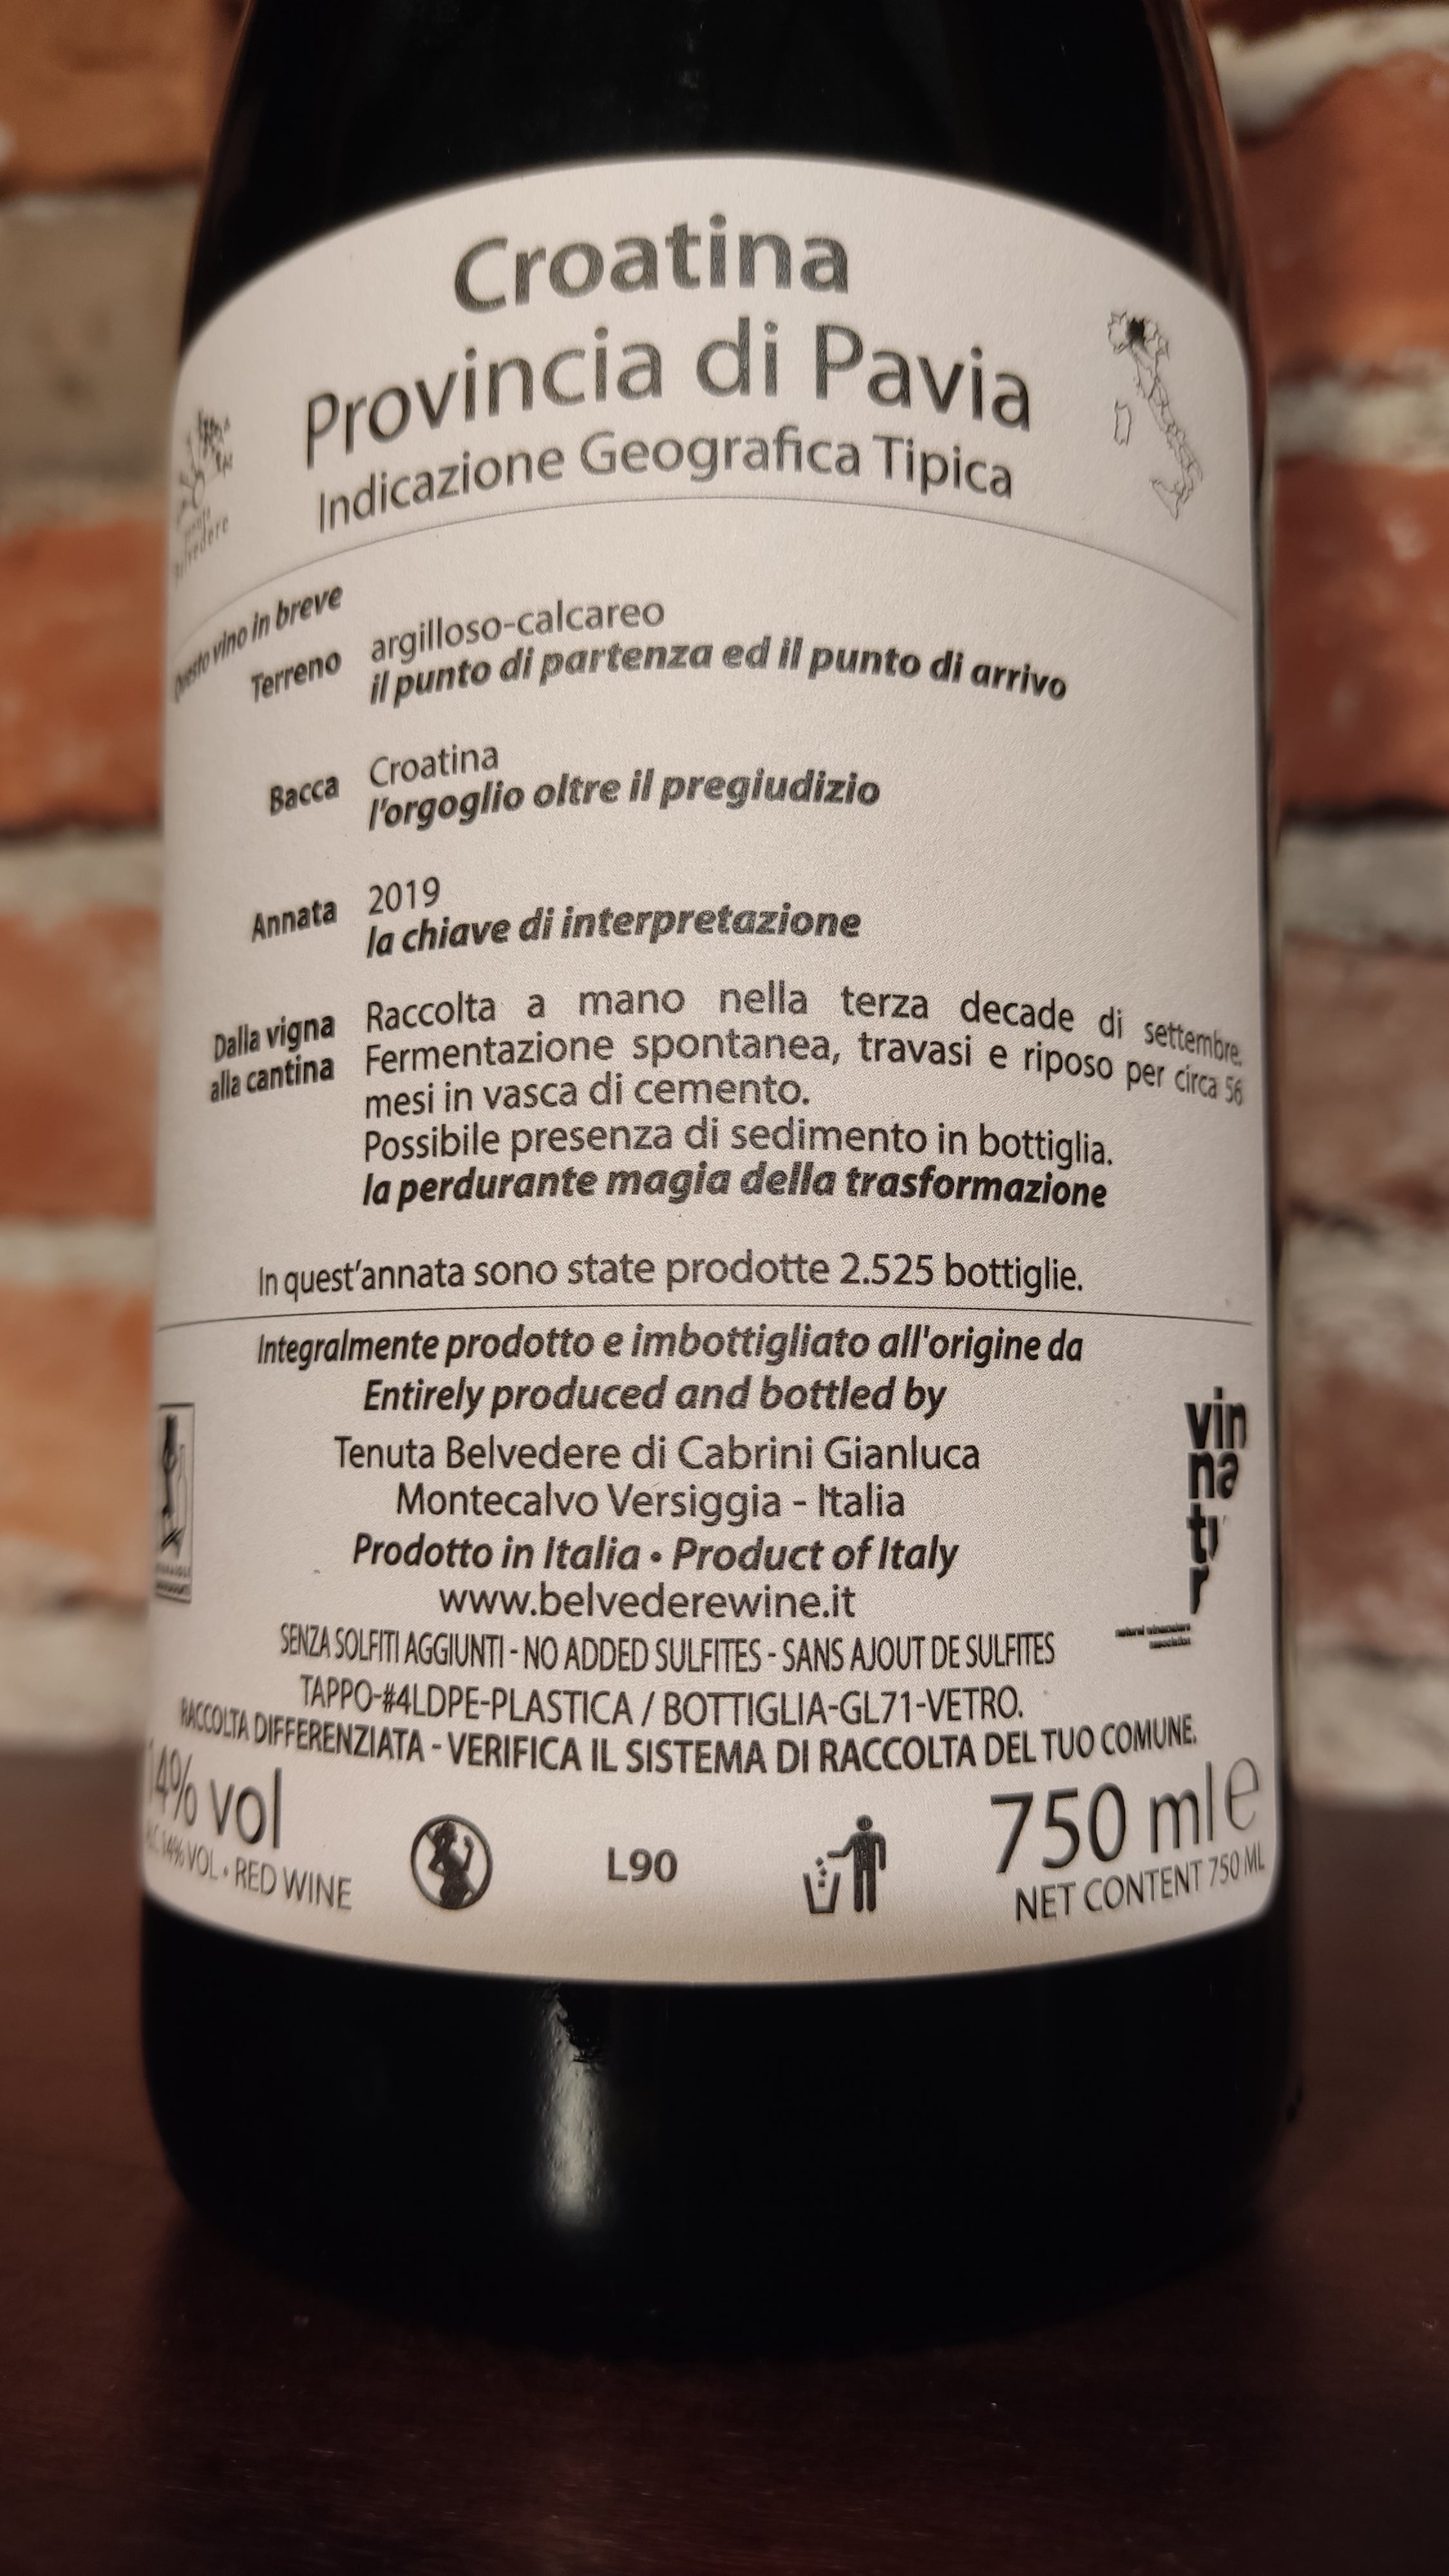 Croatina
Provincia di Pavia
Indicazione Geografica Tipica
Belvedere
Questo vino in breve
Terreno argilloso-calcareo
il punto di partenza ed il punto di arrivo
Bacca Croatina
l'orgoglio oltre il pregiudizio
Annata 2019
la chiave di interpretazione
Dalla vigna alla cantina
Raccolta a mano nella terza decade di settembre.
Fermentazione spontanea, travasi e riposo per circa 56
mesi in vasca di cemento.
Possibile presenza di sedimento in bottiglia.
la perdurante magia della trasformazione
In quest'annata sono state prodotte 2.525 bottiglie.
Integralmente prodotto e imbottigliato all'origine da
Entirely produced and bottled by
Tenuta Belvedere di Cabrini Gianluca
Montecalvo Versiggia - Italia
Prodotto in Italia • Product of Italy
www.belvederewine.it
vin
na
tu
r
SENZA SOLFITI AGGIUNTI - NO ADDED SULFITES - SANS AJOUT DE SULFITES
TAPPO-#4LDPE-PLASTICA / BOTTIGLIA-GL71-VETRO.
RACCOLTA DIFFERENZIATA - VERIFICA IL SISTEMA DI RACCOLTA DEL TUO COMUNE.
14% vol
14% VOL • RED WINE
L90
750 ml e
NET CONTENT 750 ML